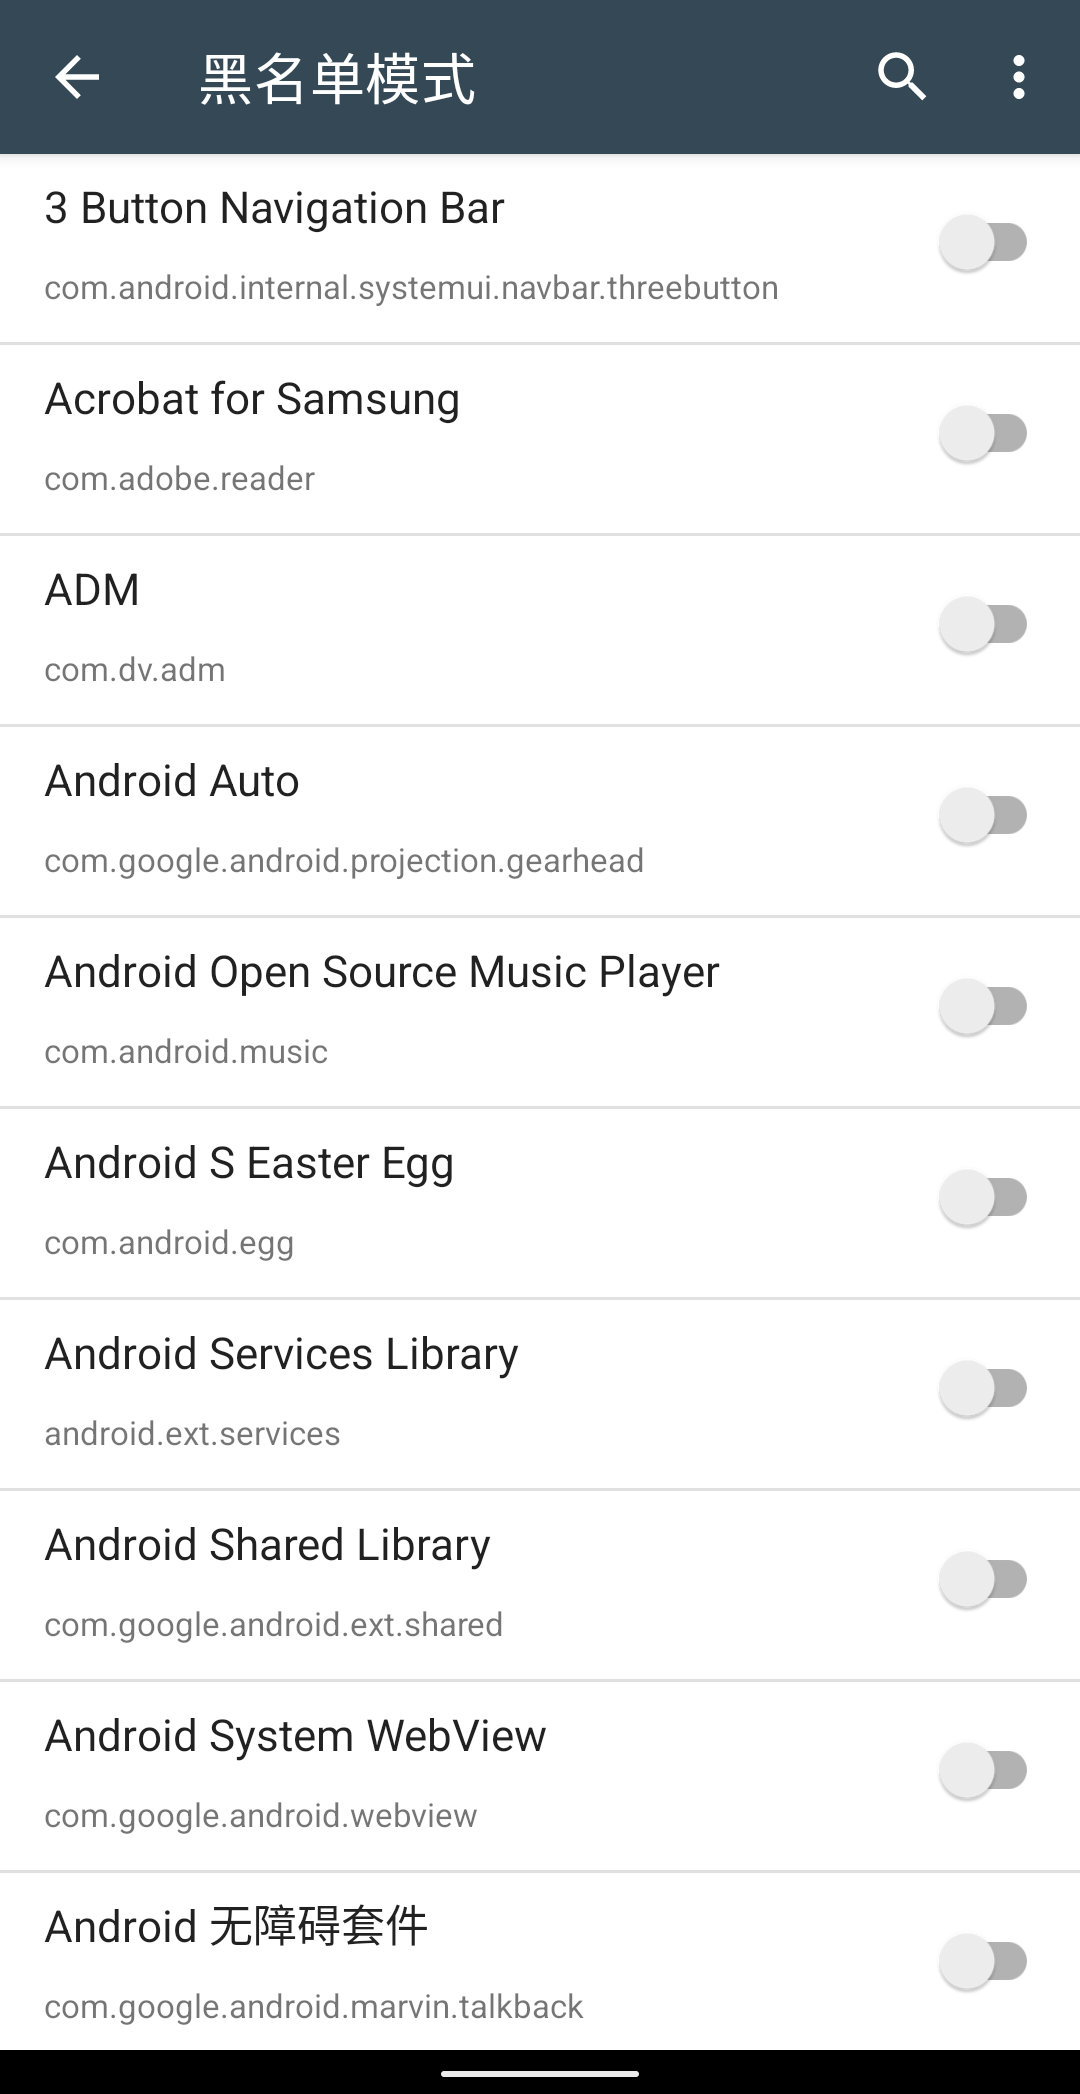 黑名单模式
3 Button Navigation Bar
com.android.internal.systemui.navbar.threebutton
Acrobat for Samsung
com.adobe.reader
ADM
com.dv.adm
Android Auto
com.google.android.projection.gearhead
Android Open Source Music Player
com.android.music
Android S Easter Egg
com.android.egg
Android Services Library
android.ext.services
Android Shared Library
com.google.android.ext.shared
Android System WebView
com.google.android.webview
Android 无障碍套件
com.google.android.marvin.talkback